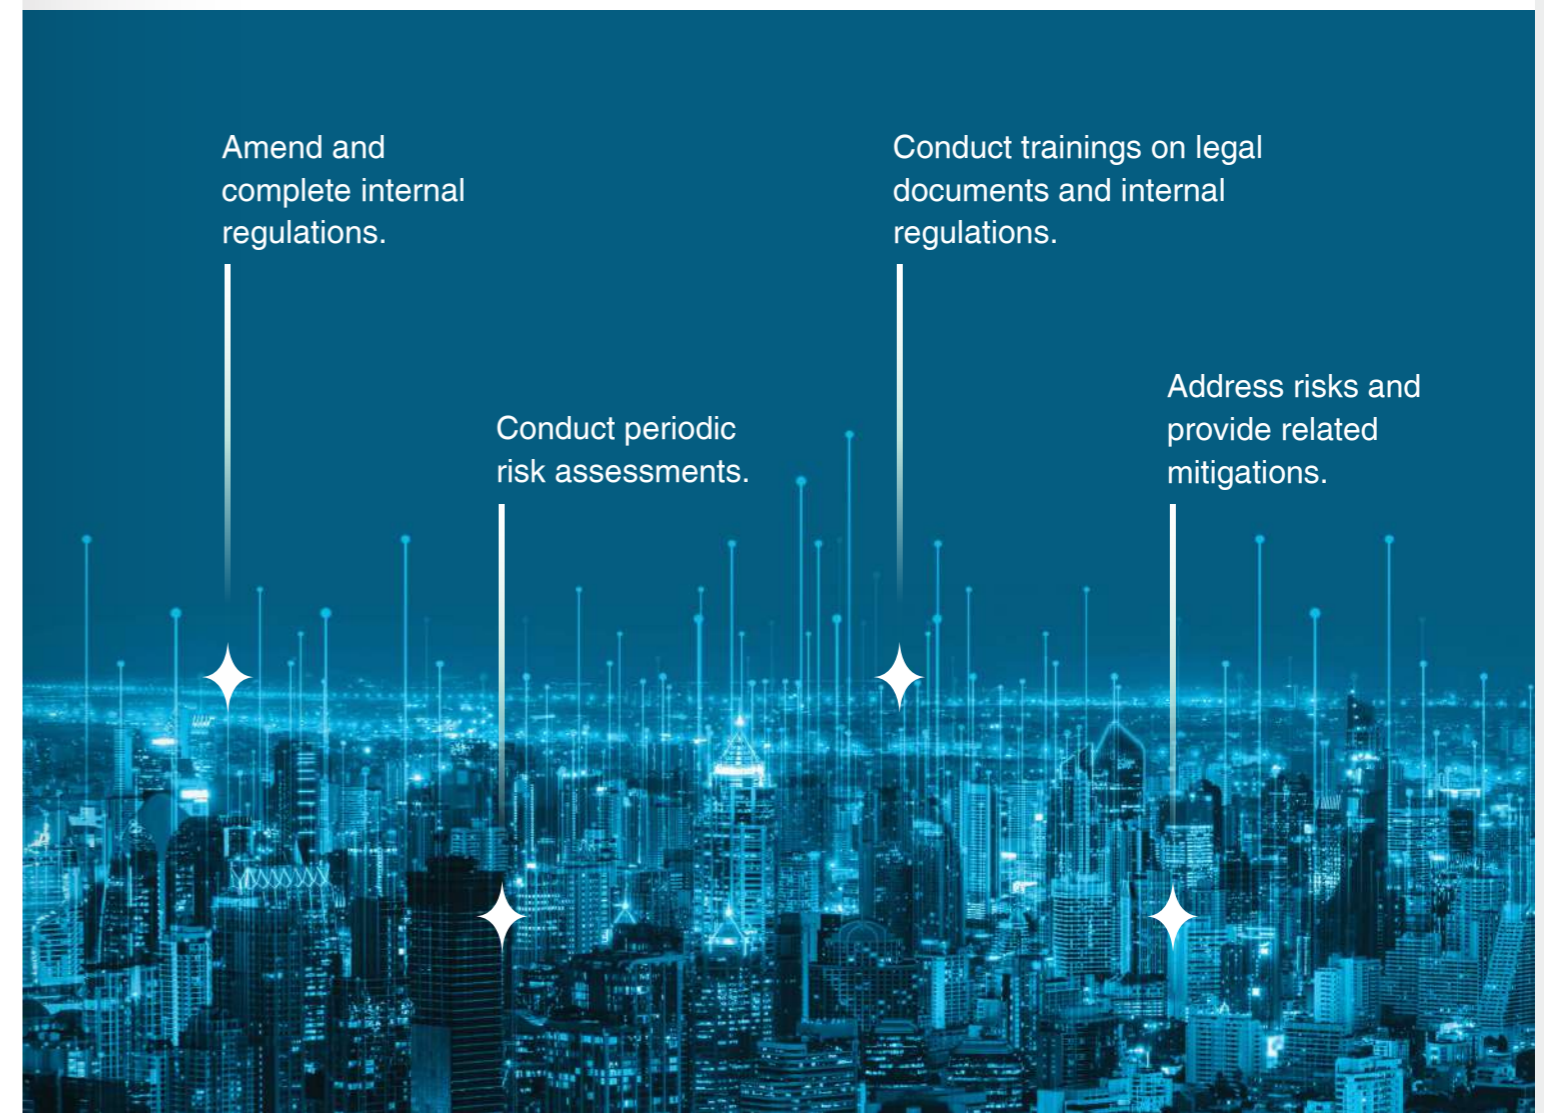 Amend and
complete internal
regulations.
Conduct periodic
risk assessments.
Conduct trainings on legal
documents and internal
regulations.
Address risks and
provide related
mitigations.